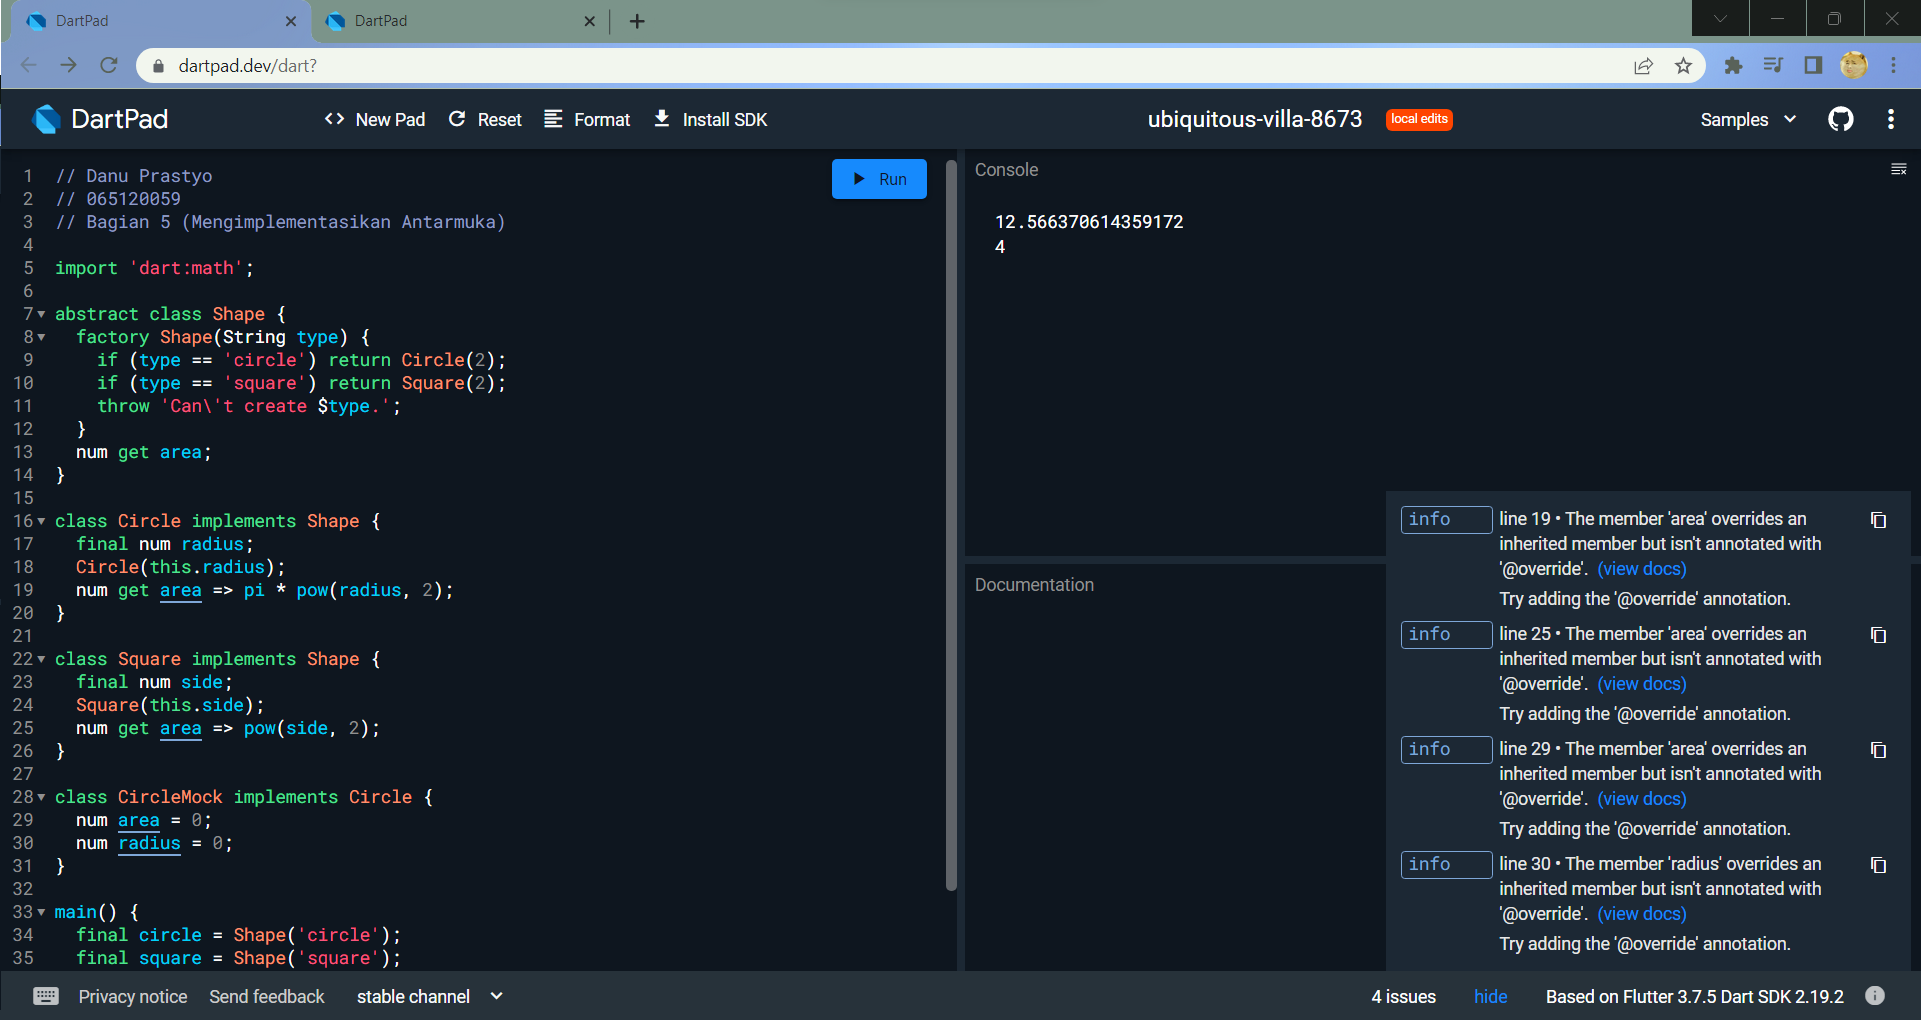 DartPad
DartPad
dartpad.dev/dart?
DartPad
<> New Pad
Reset
Format
Install SDK
ubiquitous-villa-8673
local edits
Samples
1 // Danu Prastyo
2 // 065120059
3 // Bagian 5 (Mengimplementasikan Antarmuka)
4
5 import 'dart:math';
6
7 abstract class Shape {
8   factory Shape(String type) {
9     if (type == 'circle') return Circle(2);
10     if (type == 'square') return Square(2);
11     throw 'Can\'t create $type.';
12   }
13   num get area;
14 }
15
16 class Circle implements Shape {
17   final num radius;
18   Circle(this.radius);
19   num get area => pi * pow(radius, 2);
20 }
21
22 class Square implements Shape {
23   final num side;
24   Square(this.side);
25   num get area => pow(side, 2);
26 }
27
28 class CircleMock implements Circle {
29   num area = 0;
30   num radius = 0;
31 }
32
33 main() {
34   final circle = Shape('circle');
35   final square = Shape('square');
Run
Console
12.566370614359172
4
Documentation
info line 19 • The member 'area' overrides an
inherited member but isn't annotated with
'@override'. (view docs)
Try adding the '@override' annotation.
info line 25 • The member 'area' overrides an
inherited member but isn't annotated with
'@override'. (view docs)
Try adding the '@override' annotation.
info line 29 • The member 'area' overrides an
inherited member but isn't annotated with
'@override'. (view docs)
Try adding the '@override' annotation.
info line 30 • The member 'radius' overrides an
inherited member but isn't annotated with
'@override'. (view docs)
Try adding the '@override' annotation.
Privacy notice
Send feedback
stable channel
4 issues
hide
Based on Flutter 3.7.5 Dart SDK 2.19.2